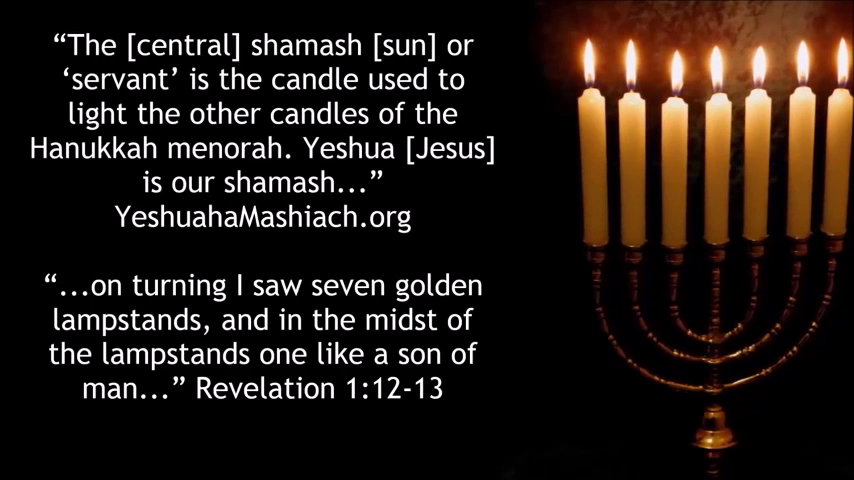 “The [central] shamash [sun] or
‘servant’ is the candle used to
light the other candles of the
Hanukkah menorah. Yeshua [Jesus]
is our shamash...”
YeshuahaMashiach.org
“...on turning I saw seven golden
lampstands, and in the midst of
the lampstands one like a son of
man...” Revelation 1:12-13